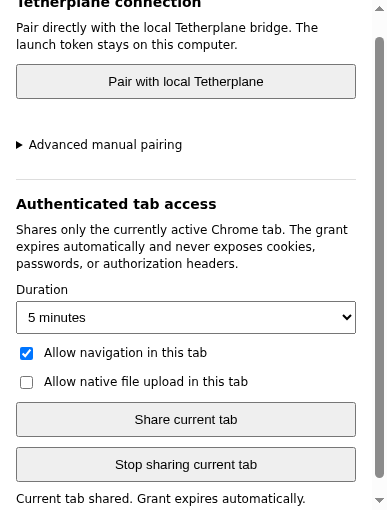 Tetherplane connection
Pair directly with the local Tetherplane bridge. The
launch token stays on this computer.
Pair with local Tetherplane
Advanced manual pairing
Authenticated tab access
Shares only the currently active Chrome tab. The grant
expires automatically and never exposes cookies,
passwords, or authorization headers.
Duration
5 minutes
Allow navigation in this tab
Allow native file upload in this tab
Share current tab
Stop sharing current tab
Current tab shared. Grant expires automatically.